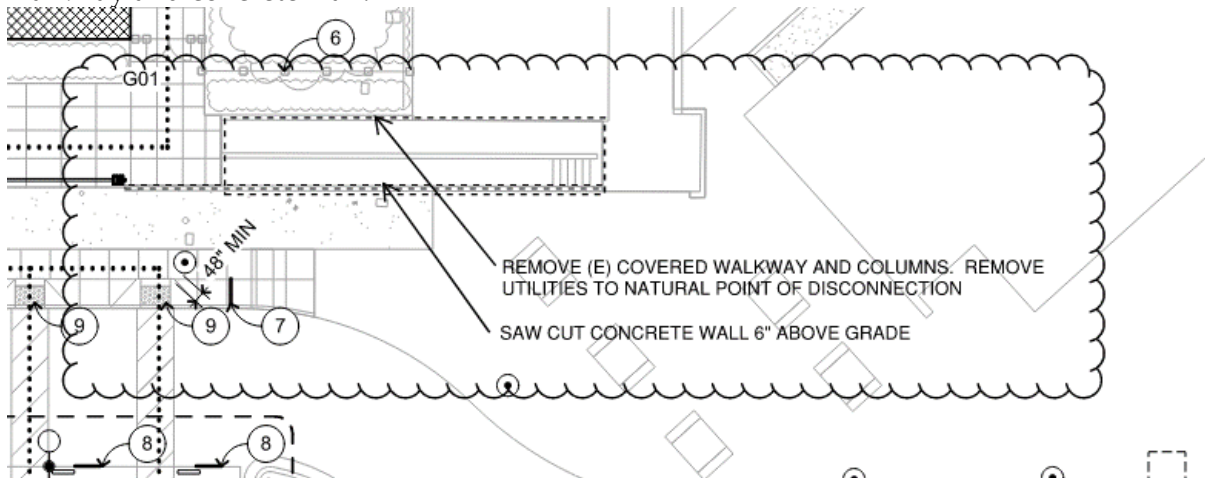 6
G01
48" MIN
REMOVE (E) COVERED WALKWAY AND COLUMNS.  REMOVE
UTILITIES TO NATURAL POINT OF DISCONNECTION
9
9
7
SAW CUT CONCRETE WALL 6" ABOVE GRADE
8
8